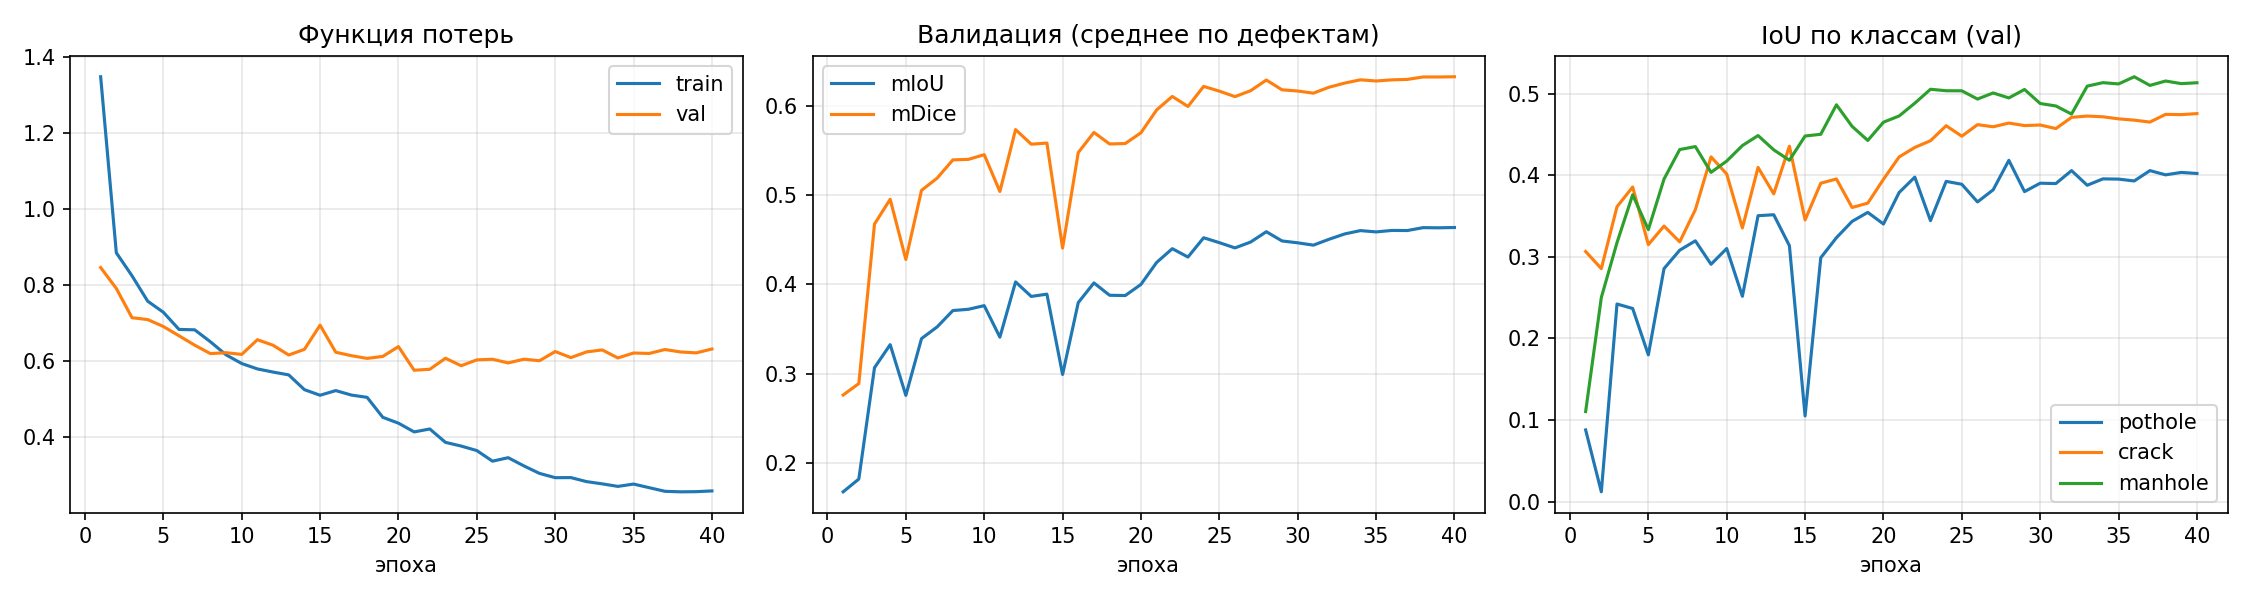 Функция потерь
1.4
1.2
1.0
0.8
0.6
0.4
0 5 10 15 20 25 30 35 40
эпоха
train
val
Валидация (среднее по дефектам)
0.6
0.5
0.4
0.3
0.2
0 5 10 15 20 25 30 35 40
эпоха
mIoU
mDice
IoU по классам (val)
0.5
0.4
0.3
0.2
0.1
0.0
0 5 10 15 20 25 30 35 40
эпоха
pothole
crack
manhole